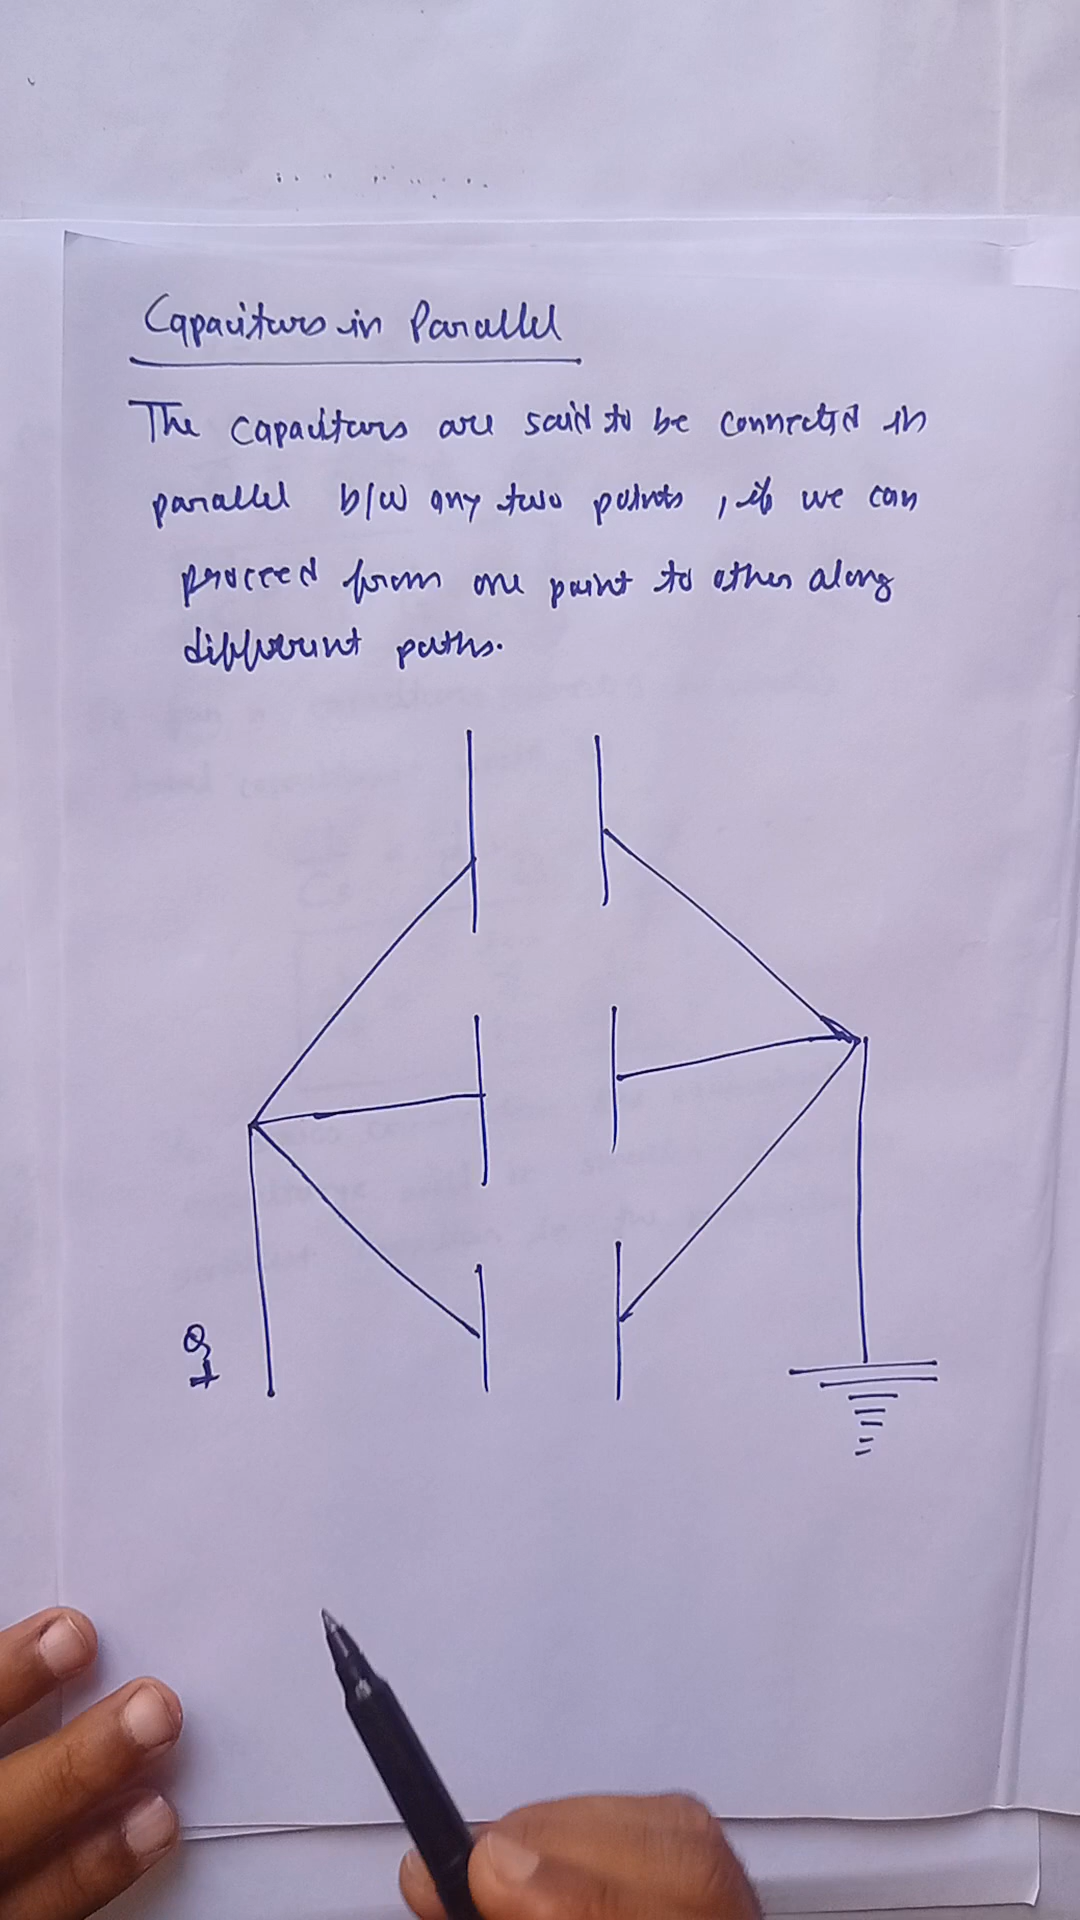 Capacitors in Parallel
The Capacitors are said to be connected in
parallel b/w any two points, if we can
proceed from one point to other along
different paths.
Q
+